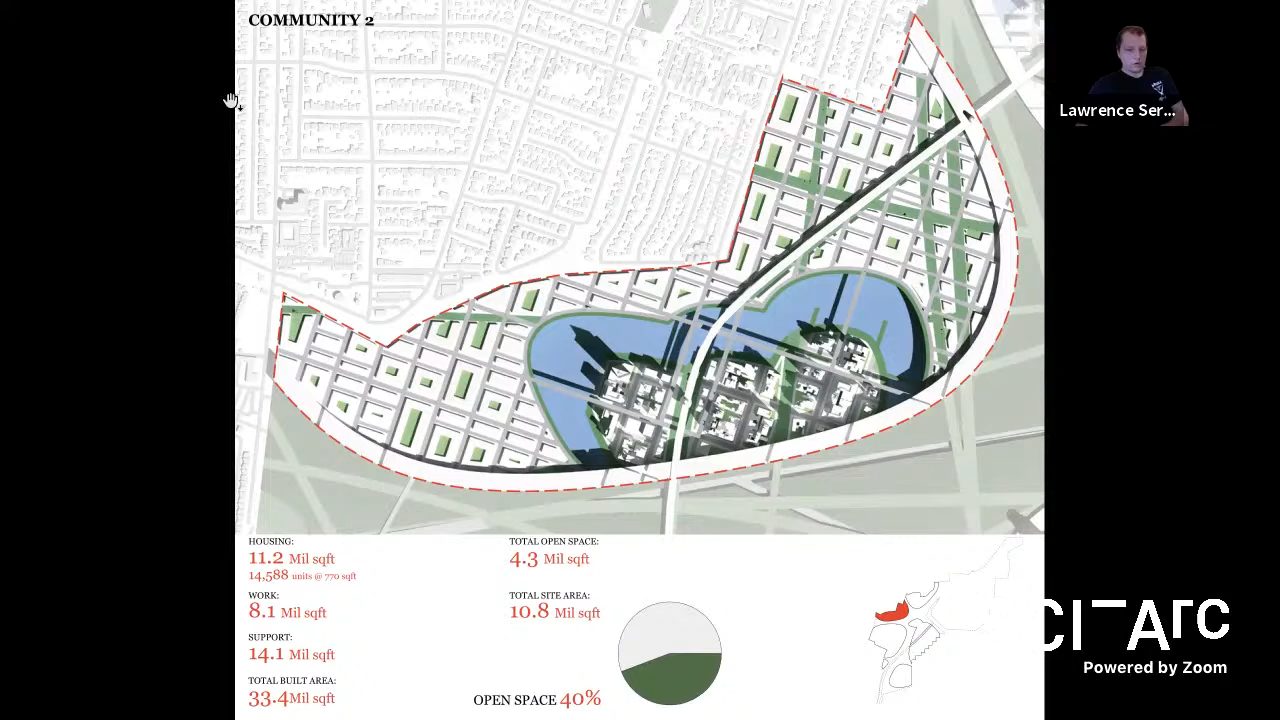 COMMUNITY 2
Lawrence Ser...
HOUSING:
11.2 Mil sqft
14,588 units @ 770 sqft
WORK:
8.1 Mil sqft
SUPPORT:
14.1 Mil sqft
TOTAL BUILT AREA:
33.4 Mil sqft
TOTAL OPEN SPACE:
4.3 Mil sqft
TOTAL SITE AREA:
10.8 Mil sqft
OPEN SPACE 40%
CI Arc
Powered by Zoom